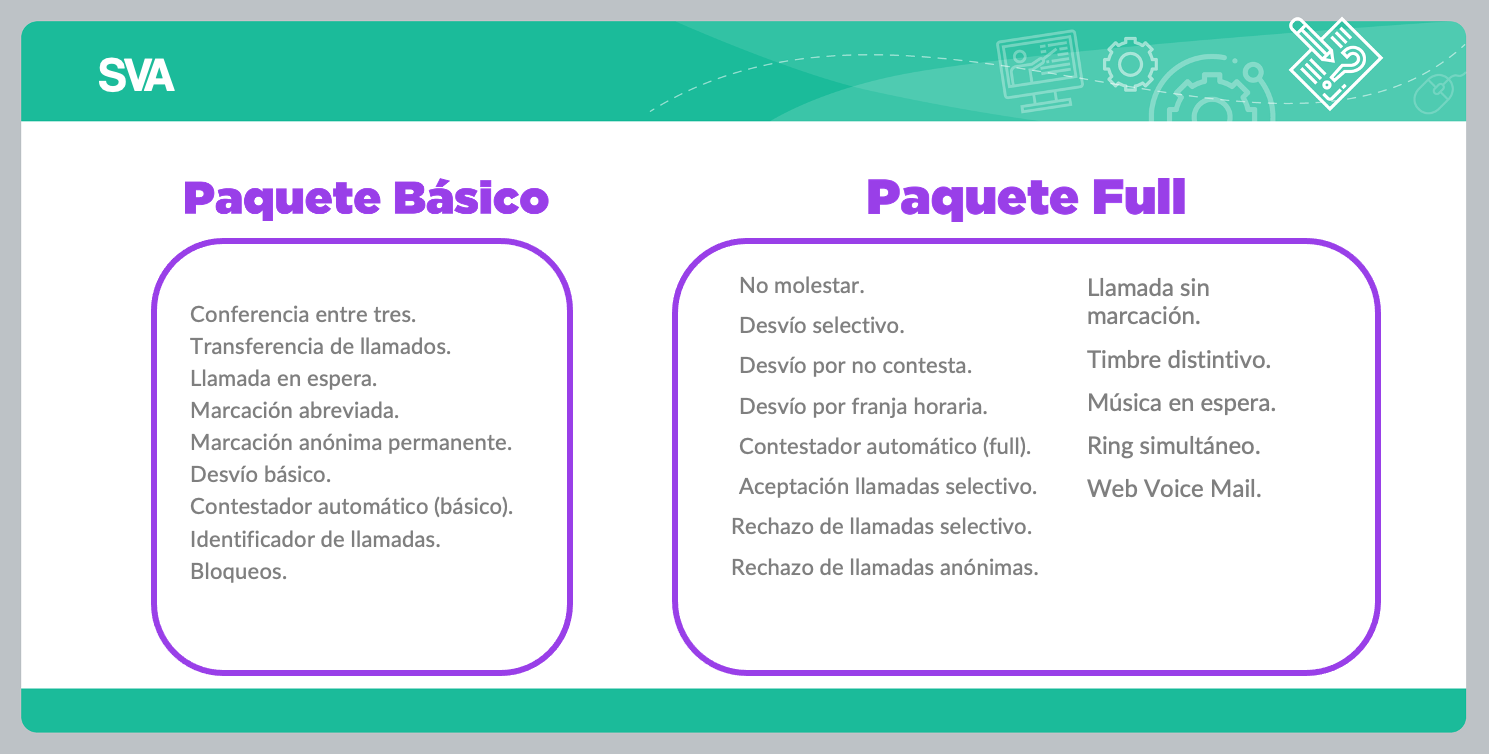 SVA
Paquete Básico
Conferencia entre tres.
Transferencia de llamados.
Llamada en espera.
Marcación abreviada.
Marcación anónima permanente.
Desvío básico.
Contestador automático (básico).
Identificador de llamadas.
Bloqueos.
Paquete Full
No molestar.
Desvío selectivo.
Desvío por no contesta.
Desvío por franja horaria.
Contestador automático (full).
Aceptación llamadas selectivo.
Rechazo de llamadas selectivo.
Rechazo de llamadas anónimas.
Llamada sin
marcación.
Timbre distintivo.
Música en espera.
Ring simultáneo.
Web Voice Mail.